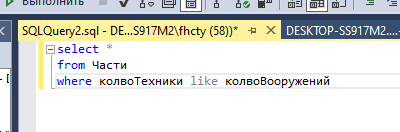 Выполнить
SQLQuery2.sql - DE...S917M2\fhcty (58))*
DESKTOP-SS917M2....
select *
from Части
where колвоТехники like колвоВооружений